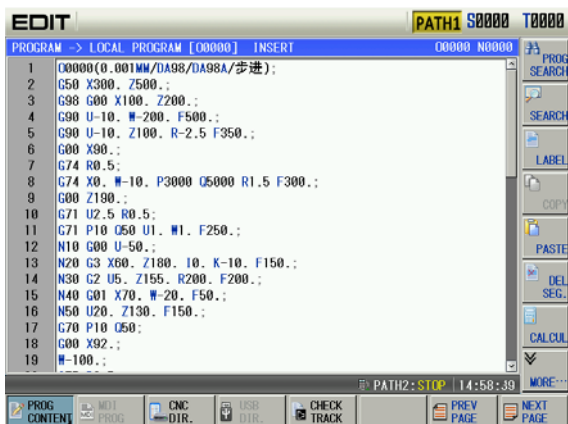 EDIT PATH1 S0000 T0000
PROGRAM -> LOCAL PROGRAM [O0000] INSERT O0000 N0000
1 O0000(0.001MM/DA98/DA98A/步进);
2 G50 X300. Z500.;
3 G98 G00 X100. Z200.;
4 G90 U-10. W-200. F500.;
5 G90 U-10. Z100. R-2.5 F350.;
6 G00 X90.;
7 G74 R0.5;
8 G74 X0. W-10. P3000 Q5000 R1.5 F300.;
9 G00 Z190.;
10 G71 U2.5 R0.5;
11 G71 P10 Q50 U1. W1. F250.;
12 N10 G00 U-50.;
13 N20 G3 X60. Z180. I0. K-10. F150.;
14 N30 G2 U5. Z155. R200. F200.;
15 N40 G01 X70. W-20. F50.;
16 N50 U20. Z130. F150.;
17 G70 P10 Q50;
18 G00 X92.;
19 W-100.;
PROG SEARCH
SEARCH
LABEL
COPY
PASTE
DEL SEG.
CALCUL
MORE...
PATH2:STOP 14:58:39
PROG CONTENT
MDI PROG
CNC DIR.
USB DIR.
CHECK TRACK
PREV PAGE
NEXT PAGE